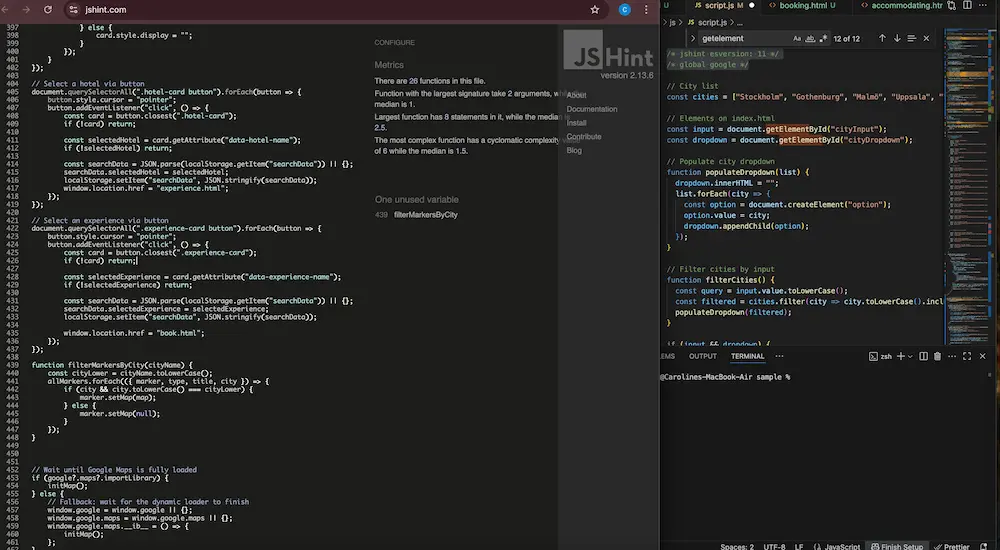 jshint.com
C
397
398 } else {
399 card.style.display = "";
400 }
401 });
402 }
403 });
404 // Select a hotel via button
405 document.querySelectorAll(".hotel-card button").forEach(button => {
406 button.style.cursor = "pointer";
407 button.addEventListener("click", () => {
408 const card = button.closest(".hotel-card");
409 if (!card) return;
411 const selectedHotel = card.getAttribute("data-hotel-name");
412 if (!selectedHotel) return;
414 const searchData = JSON.parse(localStorage.getItem("searchData")) || {};
415 searchData.selectedHotel = selectedHotel;
416 localStorage.setItem("searchData", JSON.stringify(searchData));
417 window.location.href = "experience.html";
418 });
419 });
421 // Select an experience via button
422 document.querySelectorAll(".experience-card button").forEach(button => {
423 button.style.cursor = "pointer";
424 button.addEventListener("click", () => {
425 const card = button.closest(".experience-card");
426 if (!card) return;
428 const selectedExperience = card.getAttribute("data-experience-name");
429 if (!selectedExperience) return;
431 const searchData = JSON.parse(localStorage.getItem("searchData")) || {};
432 searchData.selectedExperience = selectedExperience;
433 localStorage.setItem("searchData", JSON.stringify(searchData));
435 window.location.href = "book.html";
436 });
437 });
439 function filterMarkersByCity(cityName) {
440 const cityLower = cityName.toLowerCase();
441 allMarkers.forEach(({ marker, type, title, city }) => {
442 if (city && city.toLowerCase() === cityLower) {
443 marker.setMap(map);
444 } else {
445 marker.setMap(null);
446 }
447 });
448 }
452 // Wait until Google Maps is fully loaded
453 if (google?.maps?.importLibrary) {
454 initMap();
455 } else {
456 // Fallback: wait for the dynamic loader to finish
457 window.google = window.google || {};
458 window.google.maps = window.google.maps || {};
459 window.google.maps.__ib__ = () => {
460 initMap();
461 };
462
CONFIGURE
Metrics
There are 26 functions in this file.
Function with the largest signature take 2 arguments, while the
median is 1.
Largest function has 8 statements in it, while the median is
2.5.
The most complex function has a cyclomatic complexity value
of 6 while the median is 1.5.
One unused variable
439 filterMarkersByCity
JSHint
version 2.13.6
About
Documentation
Install
Contribute
Blog
U
script.js M
booking.html U
accommodating.htm
js > script.js > ...
getelement
Aa ab .* 12 of 12
/* jshint esversion: 11 */
/* global google */
// City list
const cities = ["Stockholm", "Gothenburg", "Malmö", "Uppsala", "
// Elements on index.html
const input = document.getElementById("cityInput");
const dropdown = document.getElementById("cityDropdown");
// Populate city dropdown
function populateDropdown(list) {
dropdown.innerHTML = "";
list.forEach(city => {
const option = document.createElement("option");
option.value = city;
dropdown.appendChild(option);
});
}
// Filter cities by input
function filterCities() {
const query = input.value.toLowerCase();
const filtered = cities.filter(city => city.toLowerCase().incl
populateDropdown(filtered);
}
if (input && dropdown) {
LEMS OUTPUT TERMINAL ...
zsh
@Carolines-MacBook-Air sample %
Spaces: 2 UTF-8 LF {} JavaScript Finish Setup Prettier